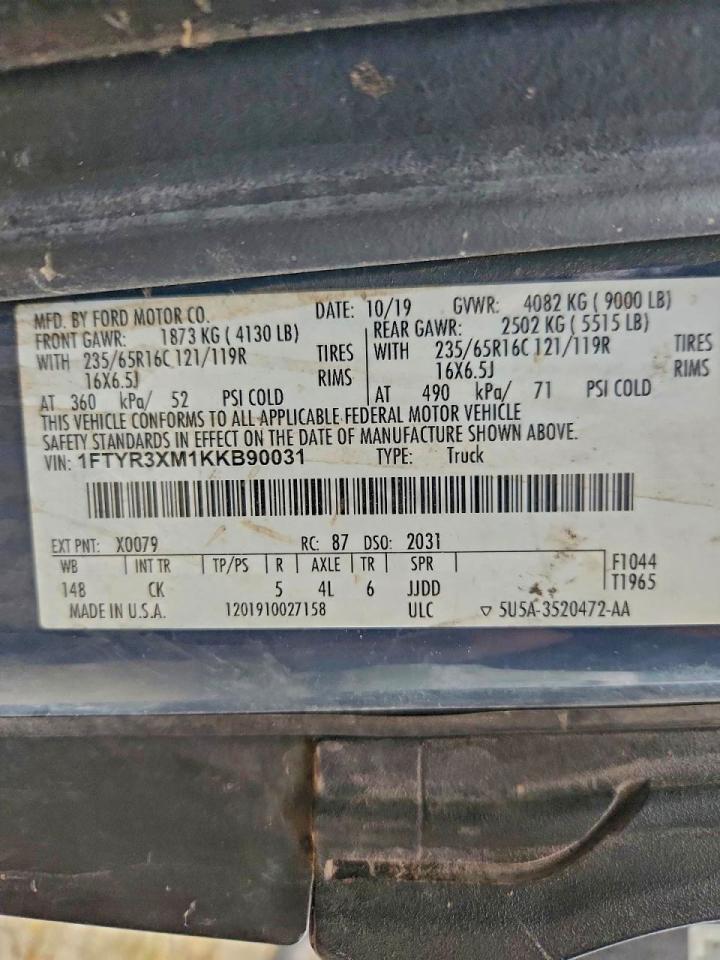 MFD. BY FORD MOTOR CO. DATE: 10/19 GVWR: 4082 KG ( 9000 LB)
FRONT GAWR: 1873 KG ( 4130 LB) REAR GAWR: 2502 KG ( 5515 LB)
WITH 235/65R16C 121/119R TIRES WITH 235/65R16C 121/119R TIRES
16X6.5J RIMS 16X6.5J RIMS
AT 360 kPa/ 52 PSI COLD AT 490 kPa/ 71 PSI COLD
THIS VEHICLE CONFORMS TO ALL APPLICABLE FEDERAL MOTOR VEHICLE
SAFETY STANDARDS IN EFFECT ON THE DATE OF MANUFACTURE SHOWN ABOVE.
VIN: 1FTYR3XM1KKB90031 TYPE: Truck
EXT PNT: X0079 RC: 87 DSO: 2031
WB INT TR TP/PS R AXLE TR SPR F1044
148 CK 5 4L 6 JJDD T1965
MADE IN U.S.A. 1201910027158 ULC 5U5A-3520472-AA